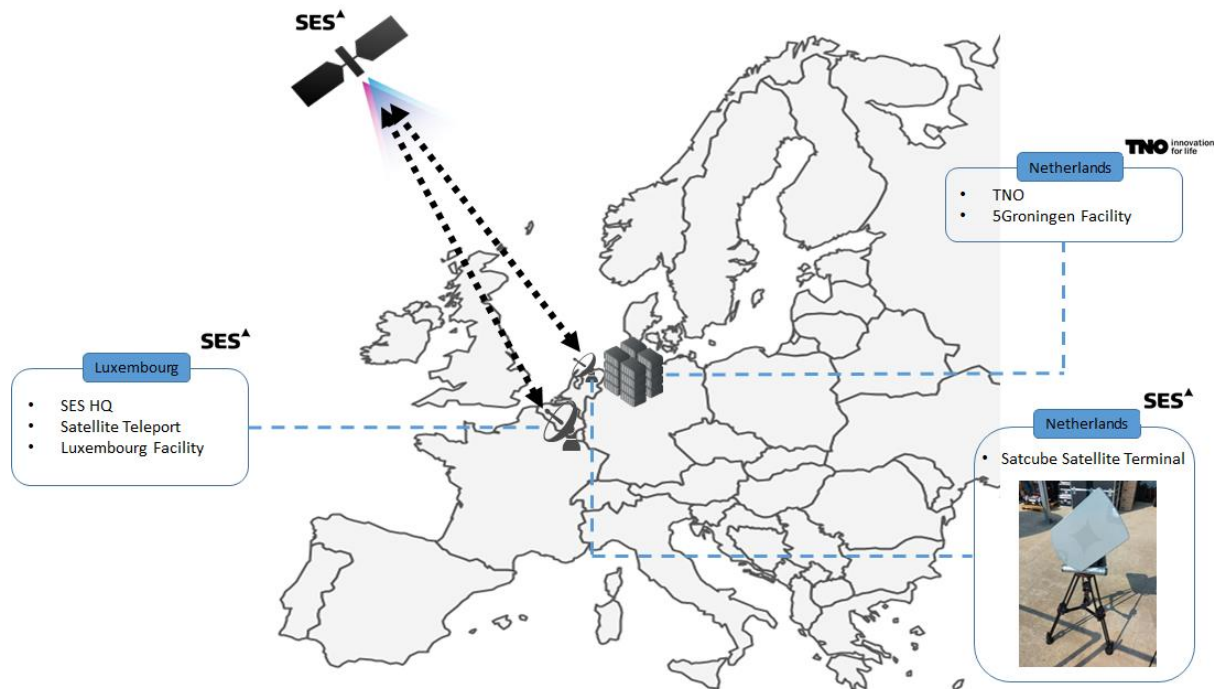 SES
TNO innovation
for life
Netherlands
• TNO
• 5Groningen Facility
SES
Luxembourg
• SES HQ
• Satellite Teleport
• Luxembourg Facility
SES
Netherlands
• Satcube Satellite Terminal